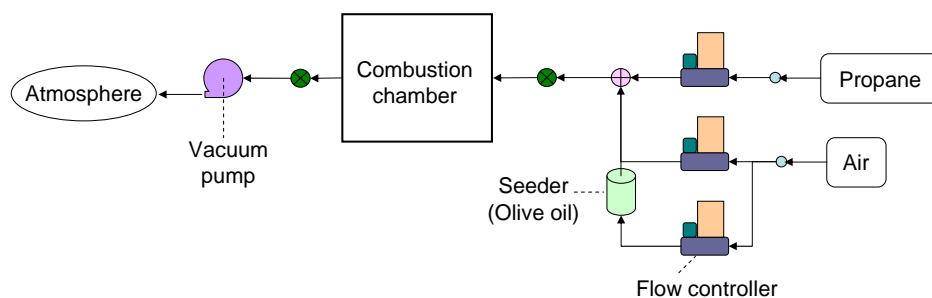 Atmosphere
Vacuum
pump
Combustion
chamber
Propane
Air
Seeder
(Olive oil)
Flow controller